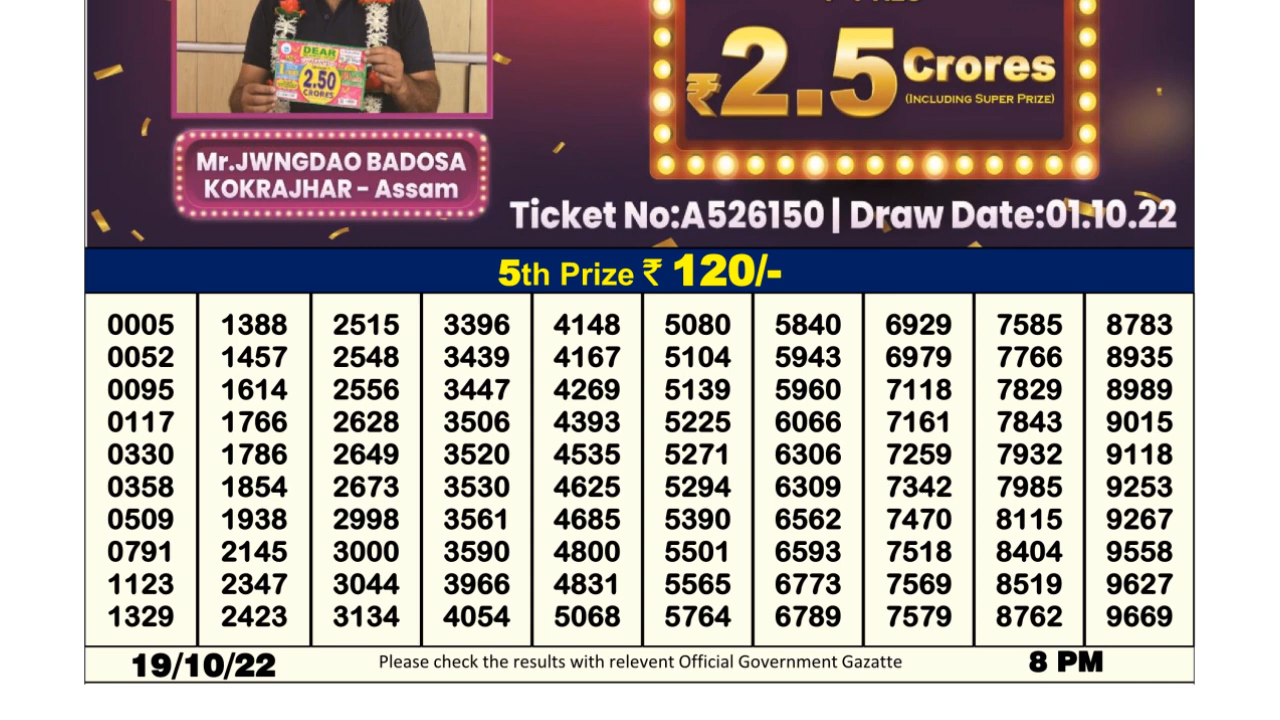 DEAR
2.50
CRORES
₹2.5 Crores
(INCLUDING SUPER PRIZE)
Mr.JWNGDAO BADOSA
KOKRAJHAR - Assam
Ticket No:A526150 | Draw Date:01.10.22
5th Prize ₹ 120/-
0005 1388 2515 3396 4148 5080 5840 6929 7585 8783
0052 1457 2548 3439 4167 5104 5943 6979 7766 8935
0095 1614 2556 3447 4269 5139 5960 7118 7829 8989
0117 1766 2628 3506 4393 5225 6066 7161 7843 9015
0330 1786 2649 3520 4535 5271 6306 7259 7932 9118
0358 1854 2673 3530 4625 5294 6309 7342 7985 9253
0509 1938 2998 3561 4685 5390 6562 7470 8115 9267
0791 2145 3000 3590 4800 5501 6593 7518 8404 9558
1123 2347 3044 3966 4831 5565 6773 7569 8519 9627
1329 2423 3134 4054 5068 5764 6789 7579 8762 9669
19/10/22 Please check the results with relevent Official Government Gazatte 8 PM